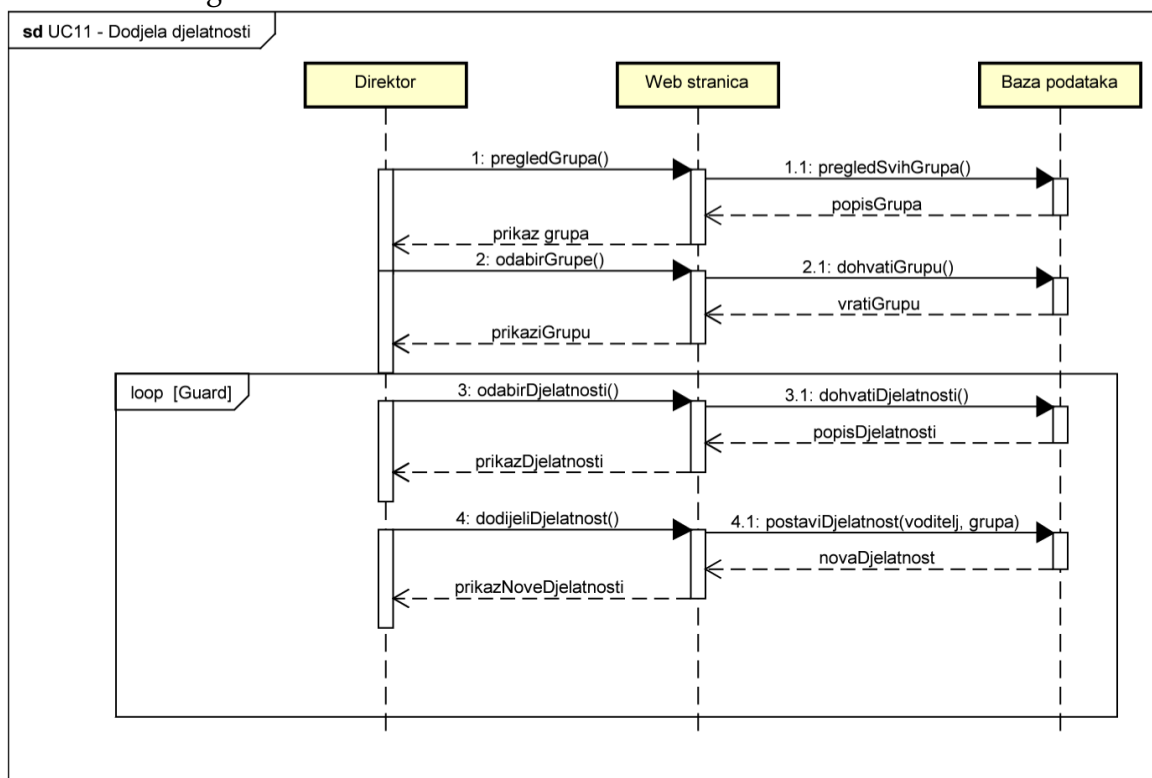 sd UC11 - Dodjela djelatnosti
Direktor
Web stranica
Baza podataka
1: pregledGrupa()
1.1: pregledSvihGrupa()
popisGrupa
prikaz grupa
2: odabirGrupe()
2.1: dohvatiGrupu()
vratiGrupu
prikaziGrupu
loop [Guard]
3: odabirDjelatnosti()
3.1: dohvatiDjelatnosti()
popisDjelatnosti
prikazDjelatnosti
4: dodijeliDjelatnost()
4.1: postaviDjelatnost(voditelj, grupa)
novaDjelatnost
prikazNoveDjelatnosti